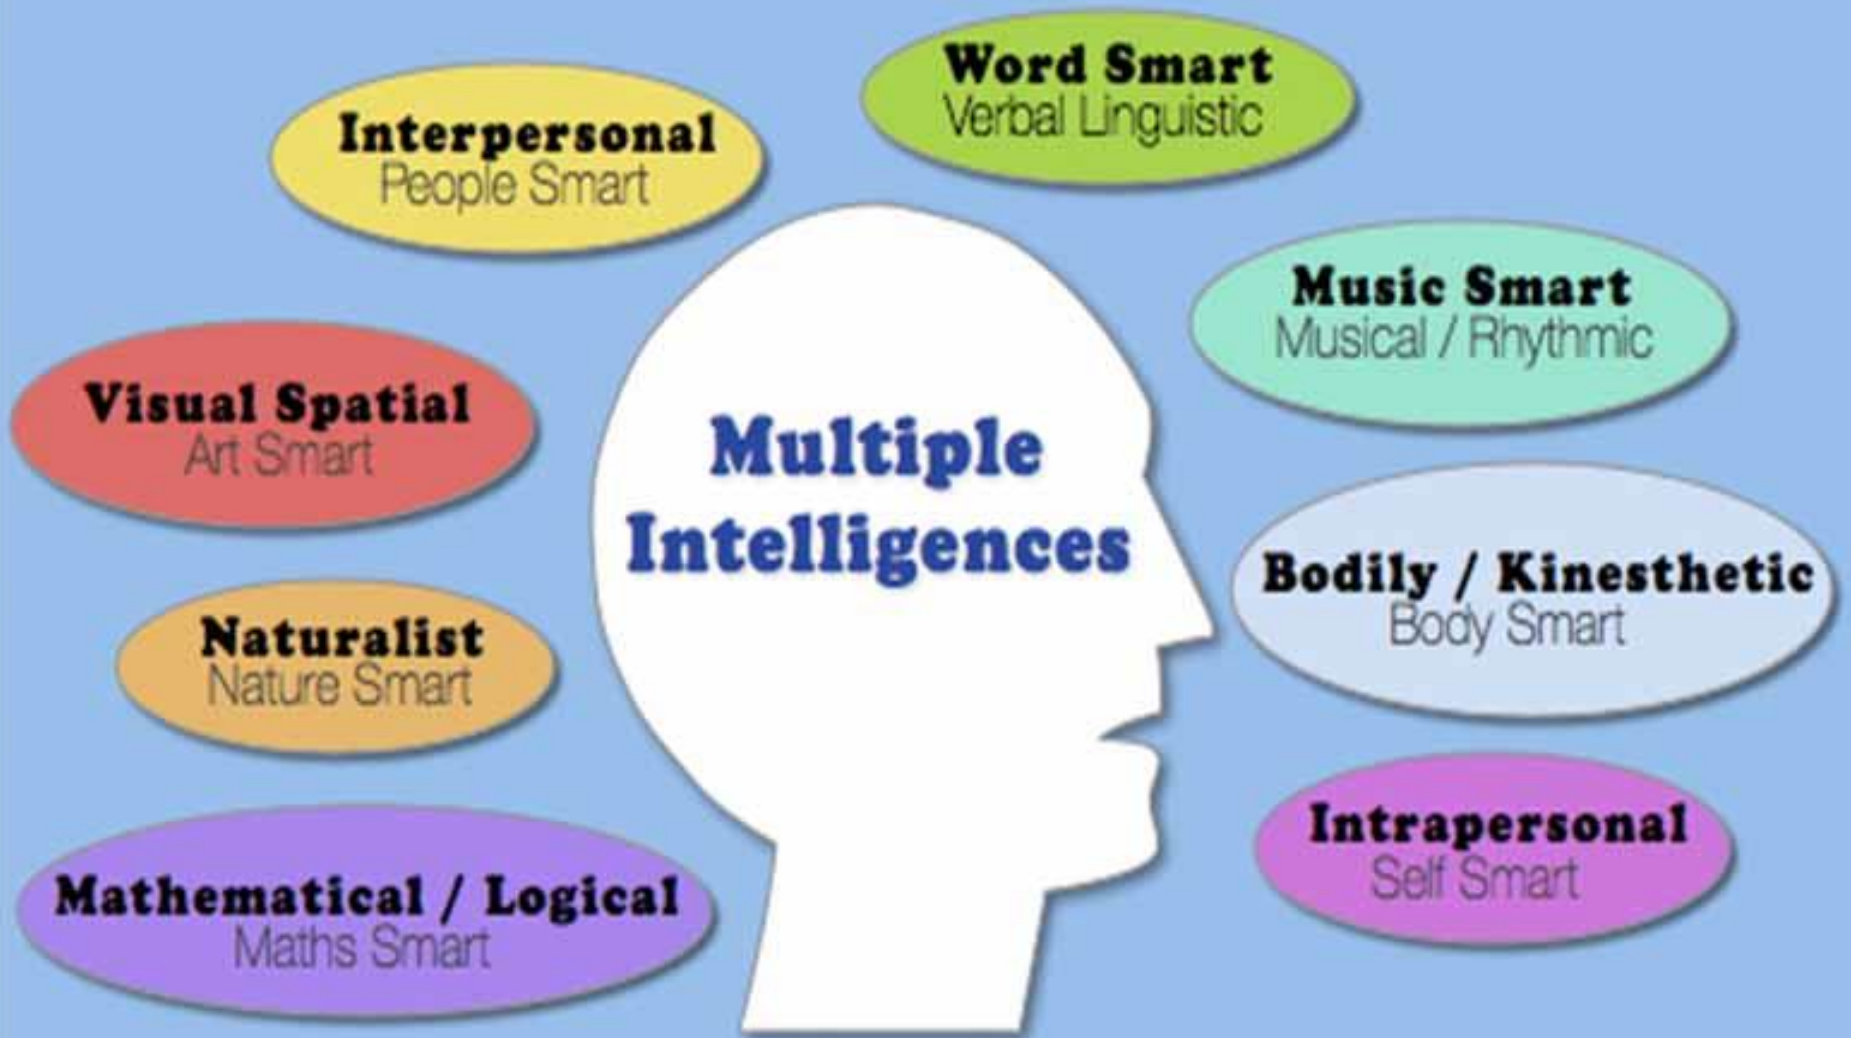 Word Smart
Verbal Linguistic
Interpersonal
People Smart
Music Smart
Musical / Rhythmic
Visual Spatial
Art Smart
Multiple
Intelligences
Bodily / Kinesthetic
Body Smart
Naturalist
Nature Smart
Intrapersonal
Self Smart
Mathematical / Logical
Maths Smart